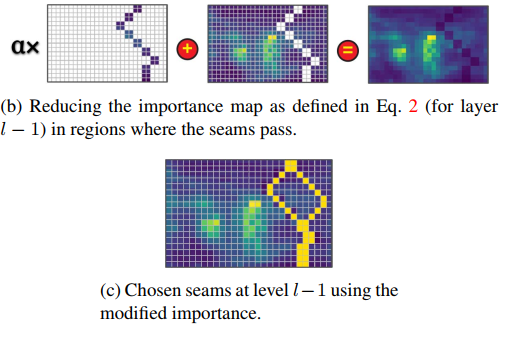 αx
+
=
(b) Reducing the importance map as defined in Eq. 2 (for layer
l − 1) in regions where the seams pass.
(c) Chosen seams at level l − 1 using the
modified importance.